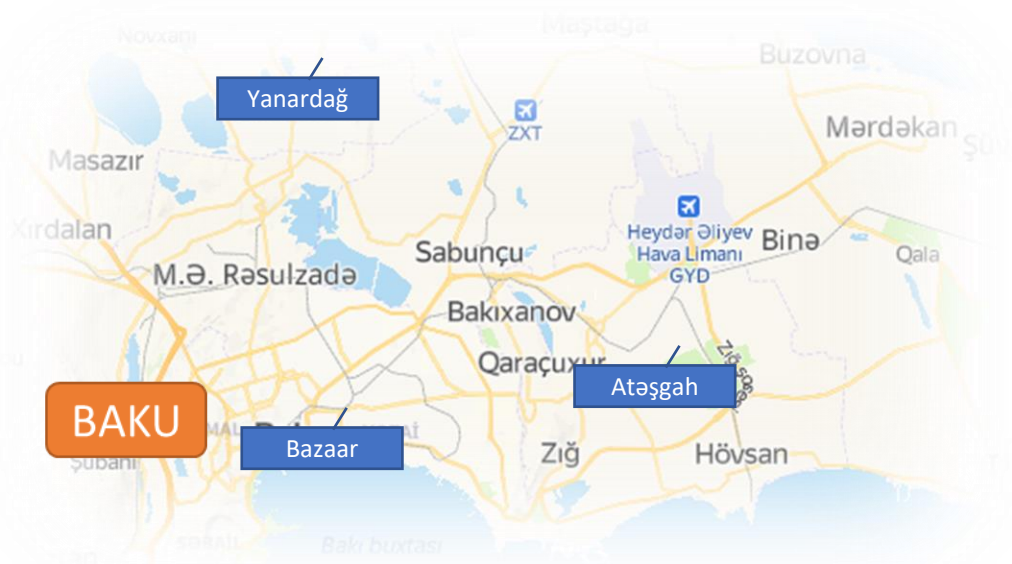 Maştağa
Novxanı
Buzovna
Yanardağ
ZXT
Mərdəkan
Masazır
Xırdalan
Heydər Əliyev
Hava Limanı
GYD
Binə
Sabunçu
Qala
M.Ə. Rəsulzadə
Bakıxanov
Qaraçuxur
Atəşgah
BAKU
Bazaar
Zığ
Hövsan
Şubanı
Bakı buxtası